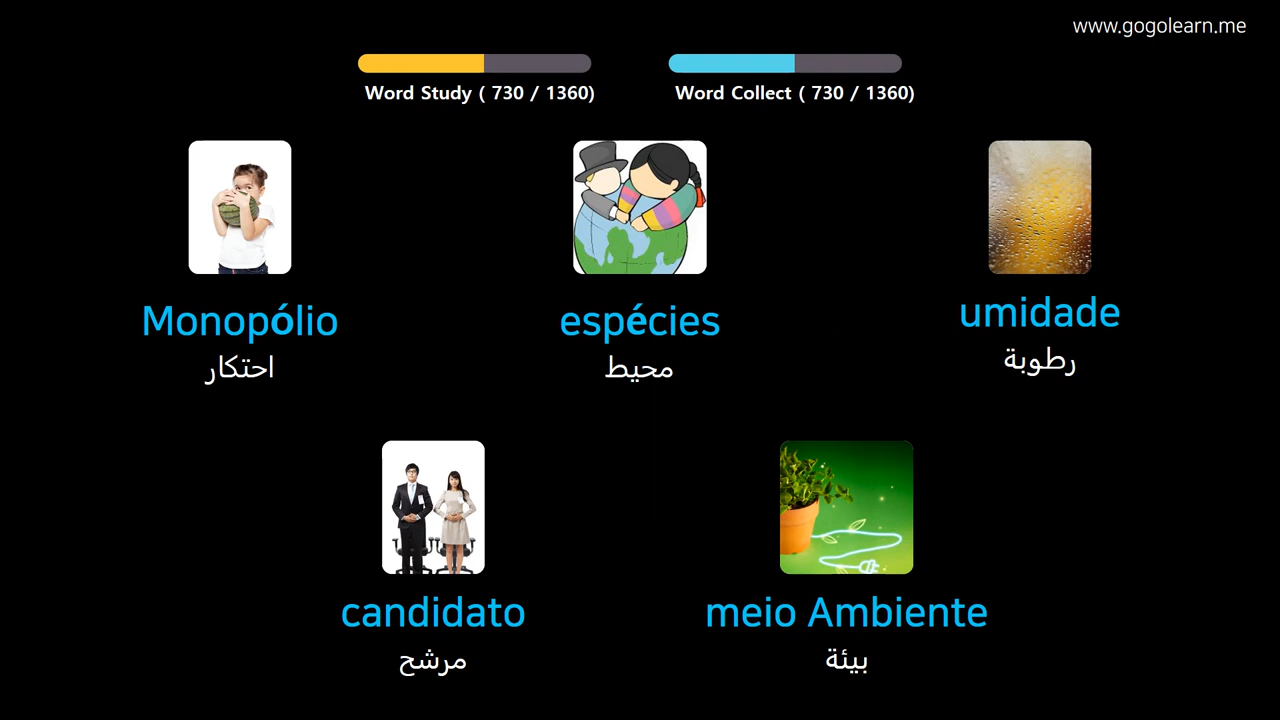 www.gogolearn.me
Word Study ( 730 / 1360)
Word Collect ( 730 / 1360)
Monopólio
احتكار
espécies
محيط
umidade
رطوبة
candidato
مرشح
meio Ambiente
بيئة